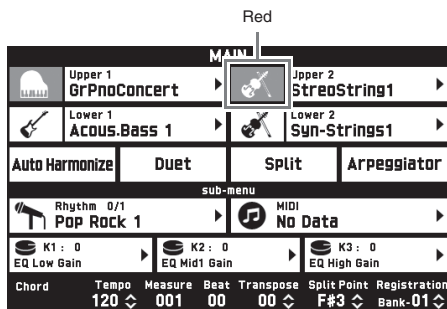 Red
MAIN
Upper 1
GrPnoConcert
Upper 2
StreoString1
Lower 1
Acous.Bass 1
Lower 2
Syn-Strings1
Auto Harmonize Duet Split Arpeggiator
sub-menu
Rhythm 0/1
Pop Rock 1
MIDI
No Data
K1: 0
EQ Low Gain
K2: 0
EQ Mid1 Gain
K3: 0
EQ High Gain
Chord Tempo Measure Beat Transpose Split Point Registration
120 001 00 00 F#3 Bank-01